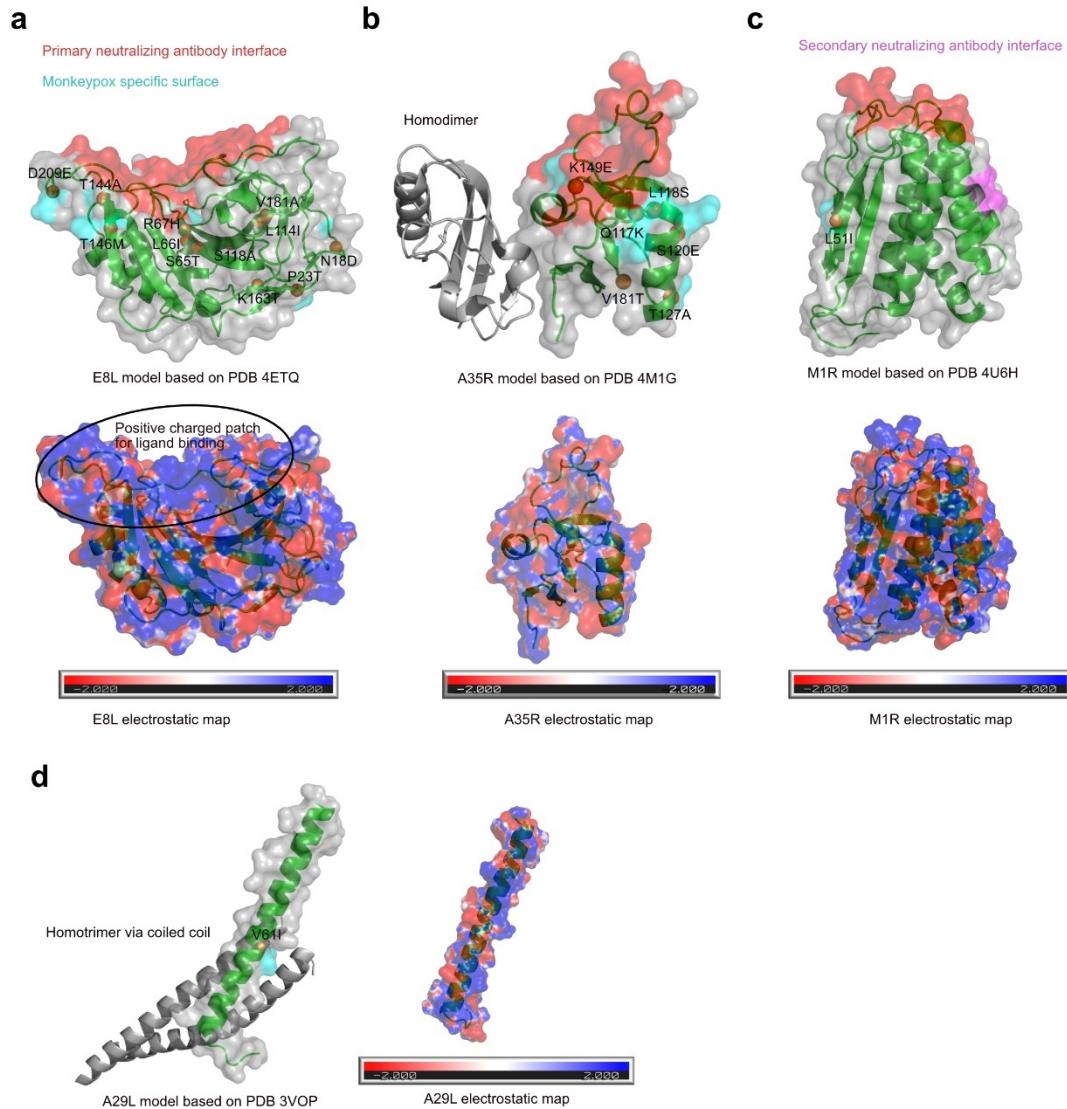 a
b
c
Primary neutralizing antibody interface
Monkeypox specific surface
Secondary neutralizing antibody interface
Homodimer
D209E
T144A
V181A
R67H
L114I
T146M
L66I
S118A
N18D
S65T
P23T
K163T
K149E
L118S
Q117K
S120E
V181T
T127A
L51I
E8L model based on PDB 4ETQ
A35R model based on PDB 4M1G
M1R model based on PDB 4U6H
Positive charged patch
for ligand binding
-2.000 2.000
-2.000 2.000
-2.000 2.000
E8L electrostatic map
A35R electrostatic map
M1R electrostatic map
d
Homotrimer via coiled coil
V61I
-2.000 2.000
A29L model based on PDB 3VOP
A29L electrostatic map